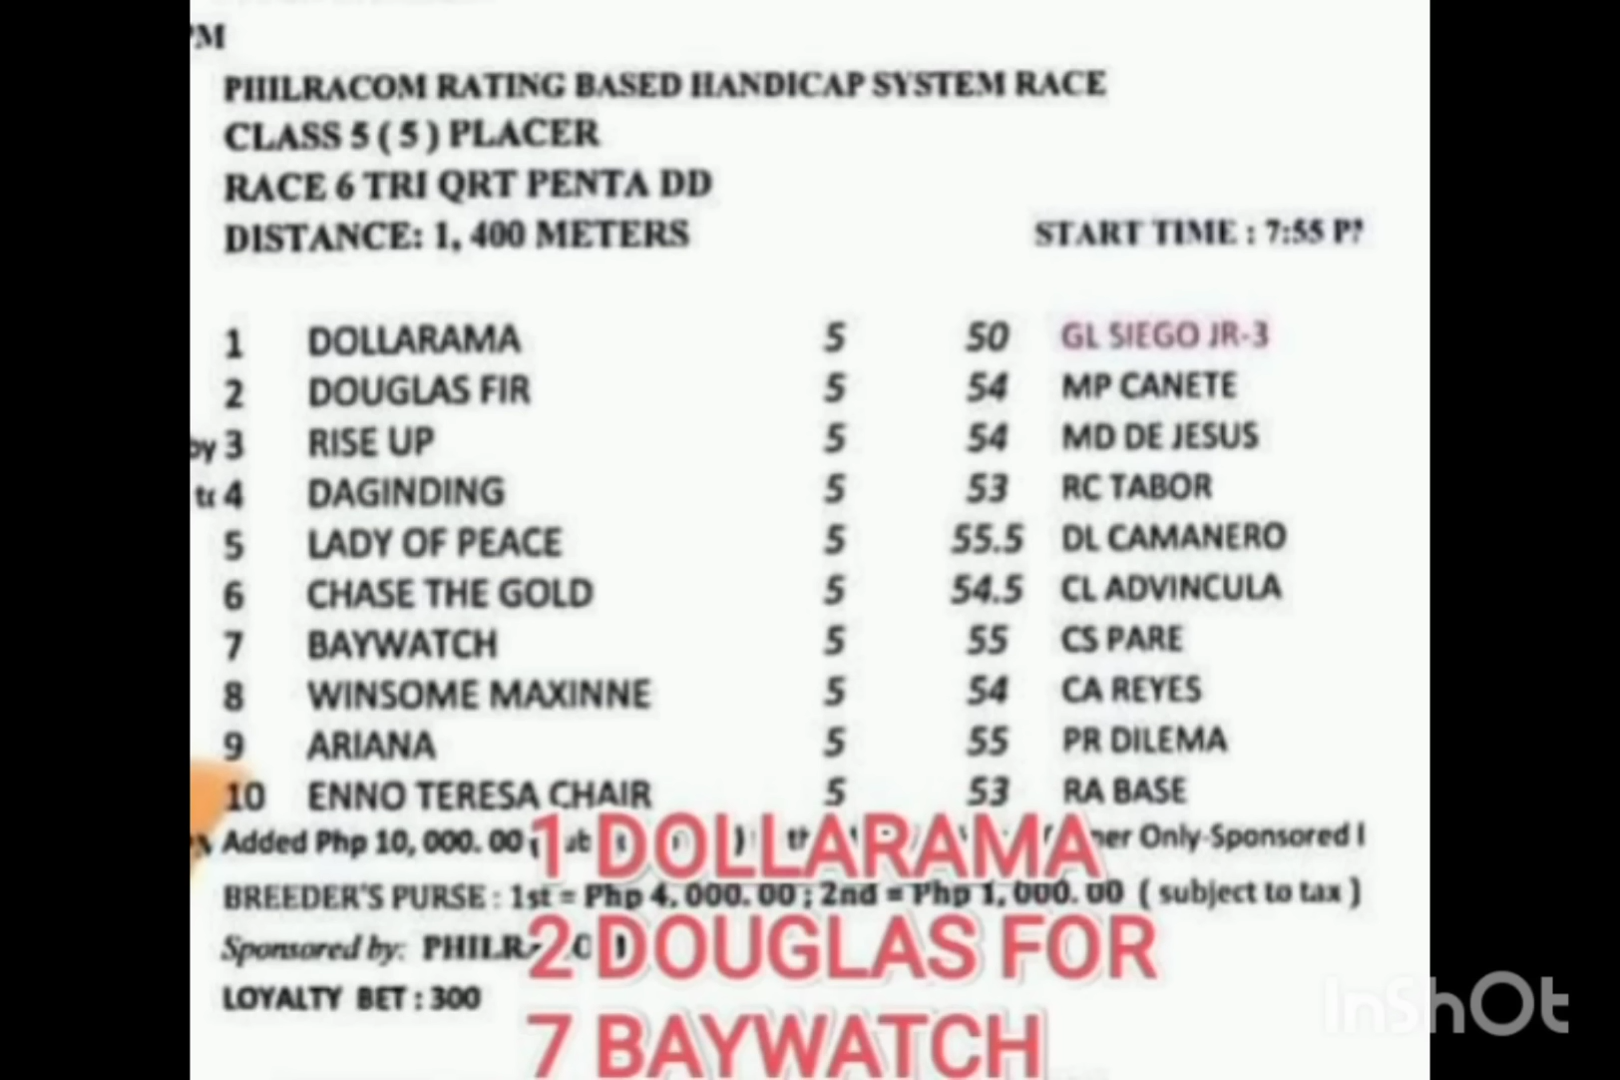 PM
PHILRACOM RATING BASED HANDICAP SYSTEM RACE
CLASS 5 ( 5 ) PLACER
RACE 6 TRI QRT PENTA DD
DISTANCE: 1, 400 METERS START TIME : 7:55 P
1 DOLLARAMA 5 50 GL SIEGO JR-3
2 DOUGLAS FIR 5 54 MP CANETE
by 3 RISE UP 5 54 MD DE JESUS
tr 4 DAGINDING 5 53 RC TABOR
5 LADY OF PEACE 5 55.5 DL CAMANERO
6 CHASE THE GOLD 5 54.5 CL ADVINCULA
7 BAYWATCH 5 55 CS PARE
8 WINSOME MAXINNE 5 54 CA REYES
9 ARIANA 5 55 PR DILEMA
10 ENNO TERESA CHAIR 5 53 RA BASE
Added Php 10, 000. 00 Only-Sponsored
1 DOLLARAMA
BREEDER'S PURSE : 1st = Php 4, 000. 00 ; 2nd = Php 1, 000. 00 ( subject to tax )
Sponsored by:
2 DOUGLAS FOR
LOYALTY BET : 300
7 BAYWATCH
InShOt